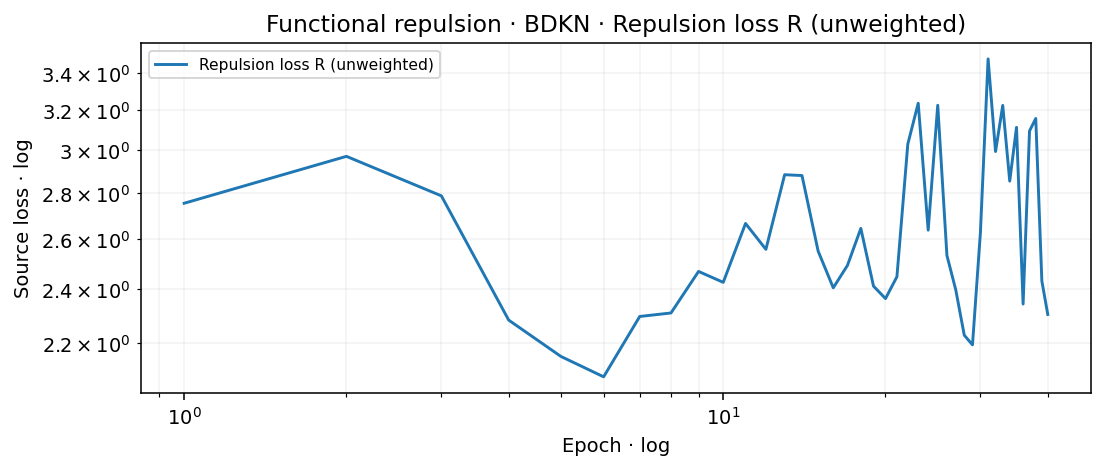 Functional repulsion · BDKN · Repulsion loss R (unweighted)
Repulsion loss R (unweighted)
Source loss · log
3.4 × 10⁰
3.2 × 10⁰
3 × 10⁰
2.8 × 10⁰
2.6 × 10⁰
2.4 × 10⁰
2.2 × 10⁰
10⁰ 10¹
Epoch · log